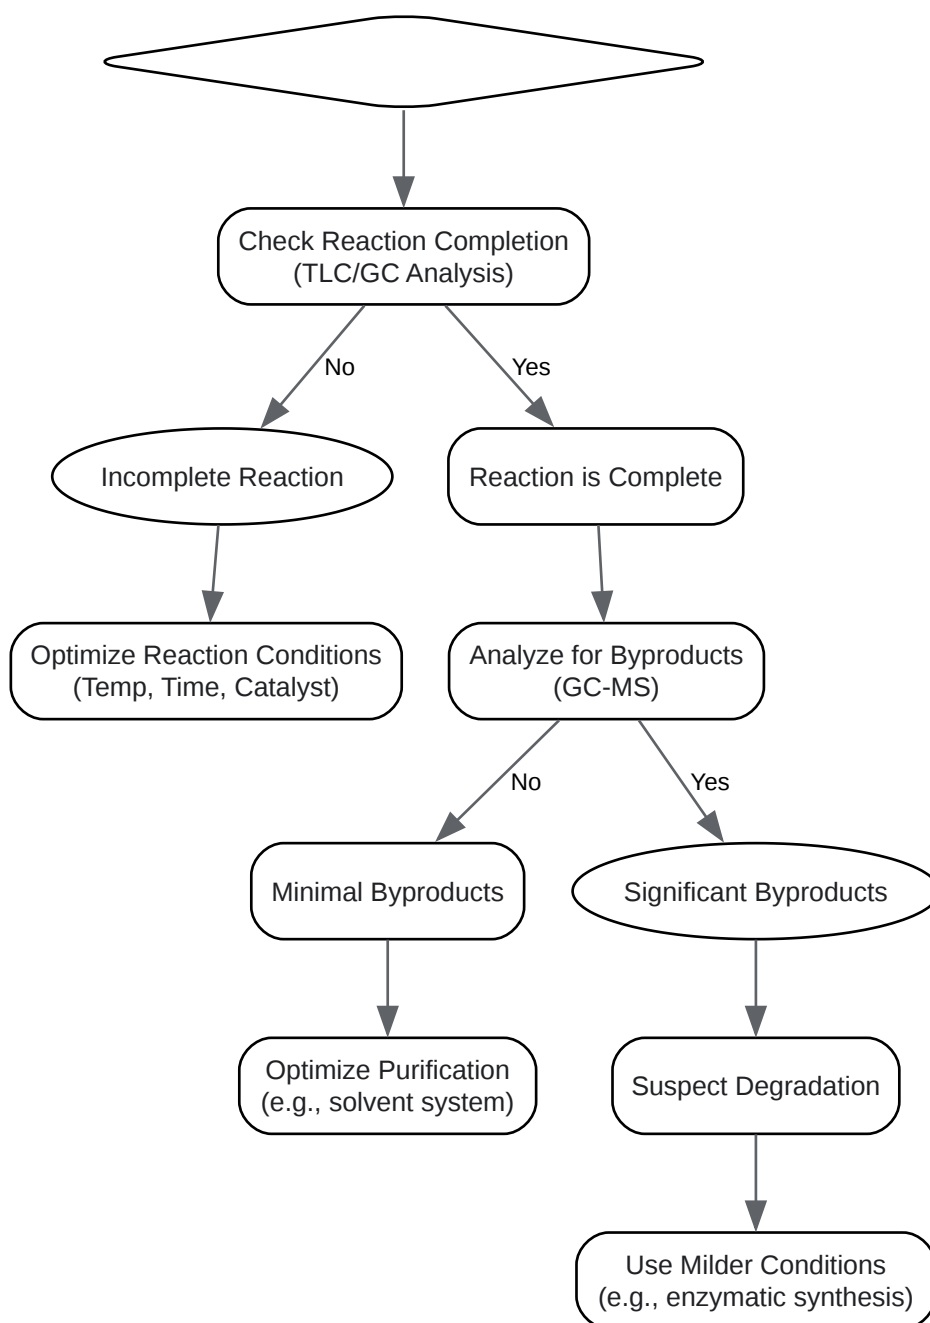 Check Reaction Completion
(TLC/GC Analysis)
No
Yes
Incomplete Reaction
Reaction is Complete
Optimize Reaction Conditions
(Temp, Time, Catalyst)
Analyze for Byproducts
(GC-MS)
No
Yes
Minimal Byproducts
Significant Byproducts
Optimize Purification
(e.g., solvent system)
Suspect Degradation
Use Milder Conditions
(e.g., enzymatic synthesis)